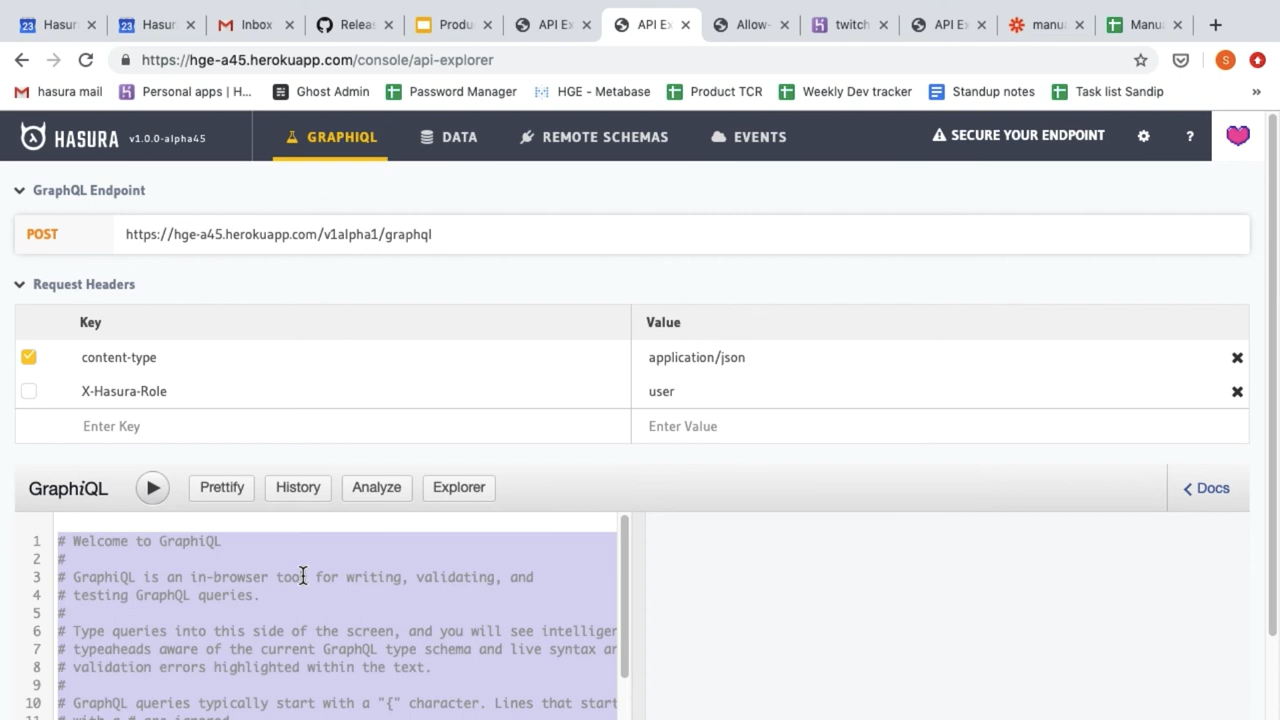 Hasur
Hasur
Inbox
Releas
Produ
API Ex
API Ex
Allow-
twitch
API Ex
manu
Manu
https://hge-a45.herokuapp.com/console/api-explorer
S
hasura mail
Personal apps | H...
Ghost Admin
Password Manager
HGE - Metabase
Product TCR
Weekly Dev tracker
Standup notes
Task list Sandip
»
HASURA v1.0.0-alpha45
GRAPHIQL
DATA
REMOTE SCHEMAS
EVENTS
SECURE YOUR ENDPOINT
?
GraphQL Endpoint
POST https://hge-a45.herokuapp.com/v1alpha1/graphql
Request Headers
Key Value
content-type application/json
X-Hasura-Role user
Enter Key Enter Value
GraphiQL Prettify History Analyze Explorer Docs
1 # Welcome to GraphiQL
2 #
3 # GraphiQL is an in-browser tool for writing, validating, and
4 # testing GraphQL queries.
5 #
6 # Type queries into this side of the screen, and you will see intelligen
7 # typeaheads aware of the current GraphQL type schema and live syntax an
8 # validation errors highlighted within the text.
9 #
10 # GraphQL queries typically start with a "{" character. Lines that start
11 # with a # are ignored.